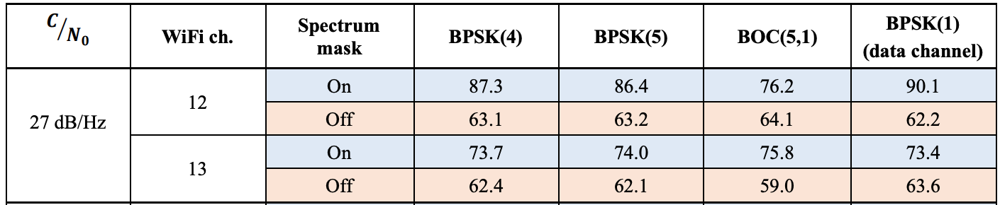 C/N0 WiFi ch. Spectrum mask BPSK(4) BPSK(5) BOC(5,1) BPSK(1) (data channel)
27 dB/Hz 12 On 87.3 86.4 76.2 90.1
Off 63.1 63.2 64.1 62.2
13 On 73.7 74.0 75.8 73.4
Off 62.4 62.1 59.0 63.6